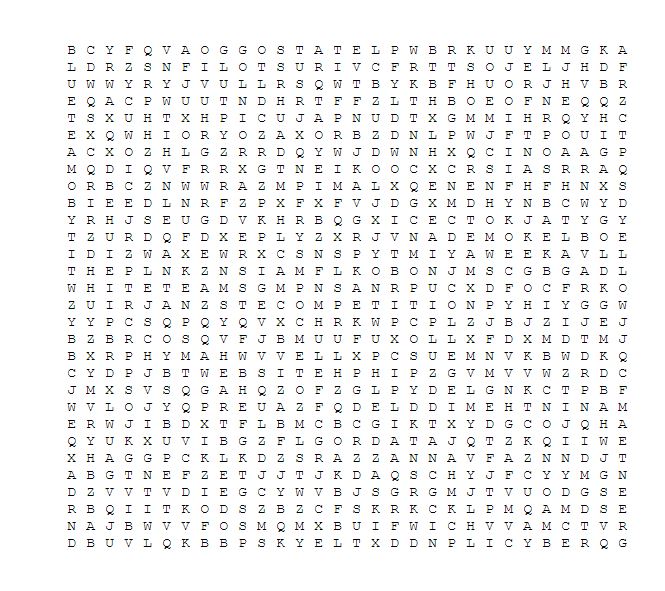 B C Y F Q V A O G G O S T A T E L P W B R K U U Y M M G K A
L D R Z S N F I L O T S U R I V C F R T T S O J E L J H D F
U W W Y R Y J V U L L R S Q W T B Y K B F H U O R J H V B R
E Q A C P W U U T N D H R T F F Z L T H B O E O F N E Q Q Z
T S X U H T X H P I C U J A P N U D T X G M M I H R Q Y H C
E X Q W H I O R Y O Z A X O R B Z D N L P W J F T P O U I T
A C X O Z H L G Z R R D Q Y W J D W N H X Q C I N O A A G P
M Q D I Q V F R R X G T N E I K O O C X C R S I A S R R A Q
O R B C Z N W W R A Z M P I M A L X Q E N E N F H F H N X S
B I E E D L N R F Z P X F X F V J D G X M D H Y N B C W Y D
Y R H J S E U G D V K H R B Q G X I C E C T O K J A T Y G Y
T Z U R D Q F D X E P L Y Z X R J V N A D E M O K E L B O E
I D I Z W A X E W R X C S N S P Y T M I Y A W E E K A V L L
T H E P L N K Z N S I A M F L K O B O N J M S C G B G A D L
W H I T E T E A M S G M P N S A N R P U C X D F O C F R K O
Z U I R J A N Z S T E C O M P E T I T I O N P Y H I Y G G W
Y Y P C S Q P Q Y Q V X C H R K W P C P L Z J B J Z I J E J
B Z B R C O S Q V F J B M U U F U X O L L X F D X M D T M J
B X R P H Y M A H W V V E L L X P C S U E M N V K B W D K Q
C Y D P J B T W E B S I T E H P H I P Z G V M V V W Z R D C
J M X S V S Q G A H Q Z O F Z G L P Y D E L G N K C T P B F
W V L O J Y Q P R E U A Z F Q D E L D D I M E H T N I N A M
E R W J I B D X T F L B M C B C G I K T X Y D G C O J Q H A
Q Y U K X U V I B G Z F L G O R D A T A J Q T Z K Q I I W E
X H A G G P C K L K D Z S R A Z Z A N N A V F A Z N N D J T
A B G T N E F Z E T J J T J K D A Q S C H Y J F C Y Y M G N
D Z V V T V D I E G C Y W V B J S G R G M J T V U O D G S E
R B Q I I T K O D S Z B Z C F S K R K C K L P M Q A M D S E
N A J B W V V F O S M Q M X B U I F W I C H V V A M C T V R
D B U V L Q K B B P S K Y E L T X D D N P L I C Y B E R Q G